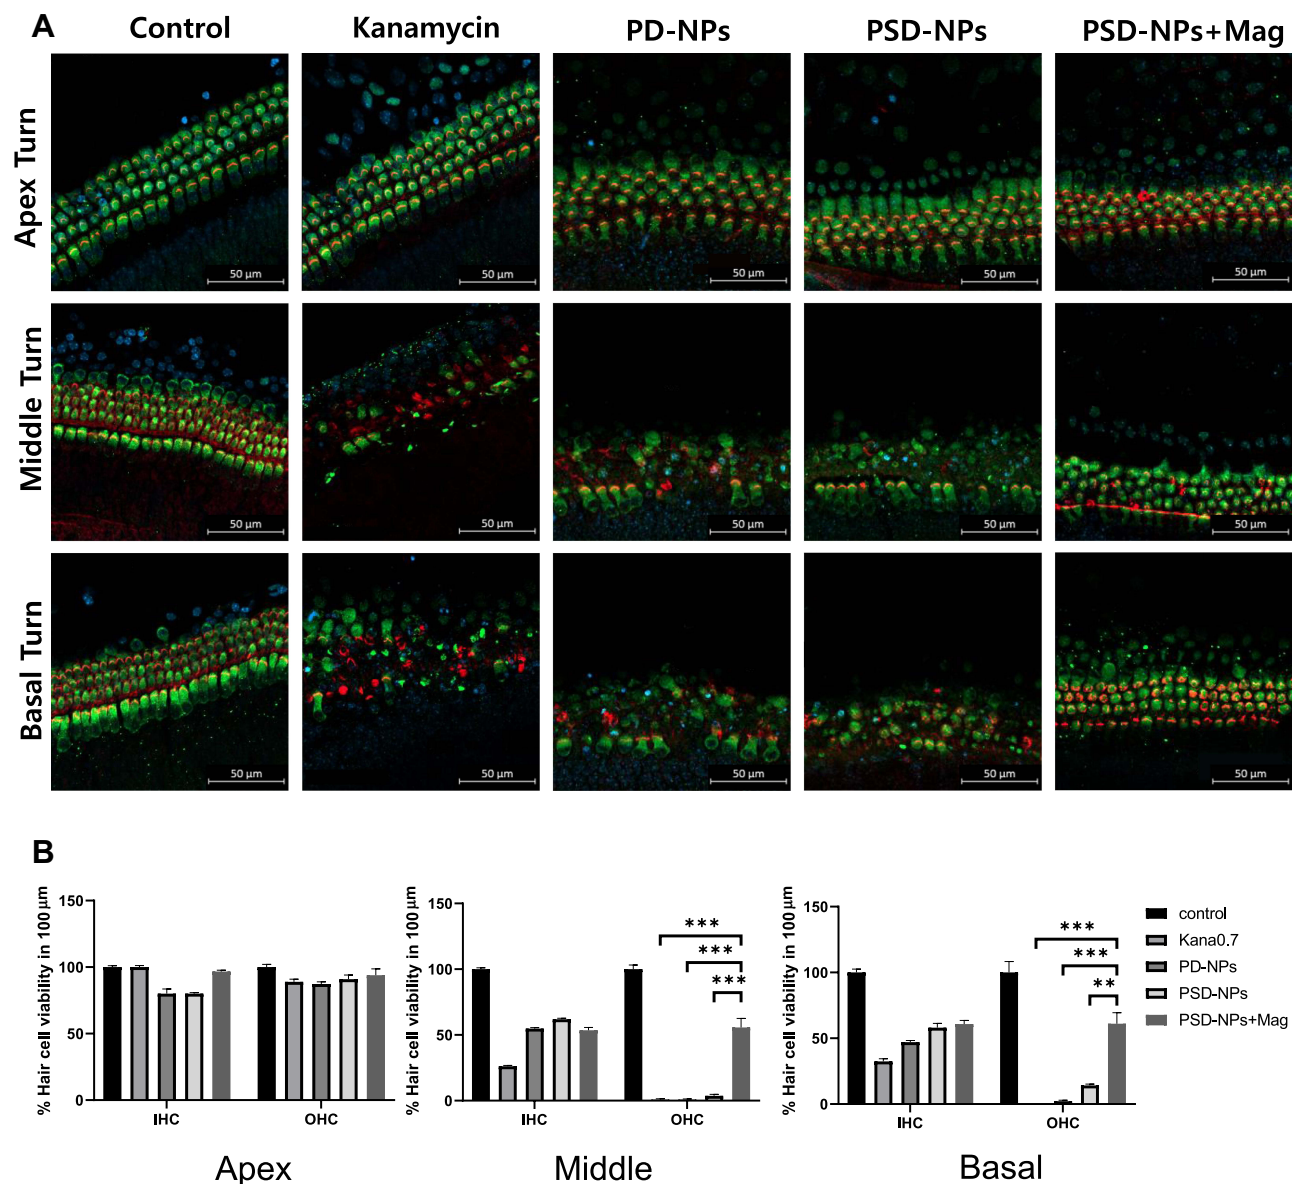 A
Control Kanamycin PD-NPs PSD-NPs PSD-NPs+Mag
Apex Turn
50 µm 50 µm 50 µm 50 µm 50 µm
Middle Turn
50 µm 50 µm 50 µm 50 µm 50 µm
Basal Turn
50 µm 50 µm 50 µm 50 µm 50 µm
B
% Hair cell viability in 100 µm
150
100
50
0
IHC OHC
Apex
% Hair cell viability in 100 µm
150
100
50
0
***
***
***
IHC OHC
Middle
% Hair cell viability in 100 µm
150
100
50
0
***
***
**
IHC OHC
Basal
control
Kana0.7
PD-NPs
PSD-NPs
PSD-NPs+Mag